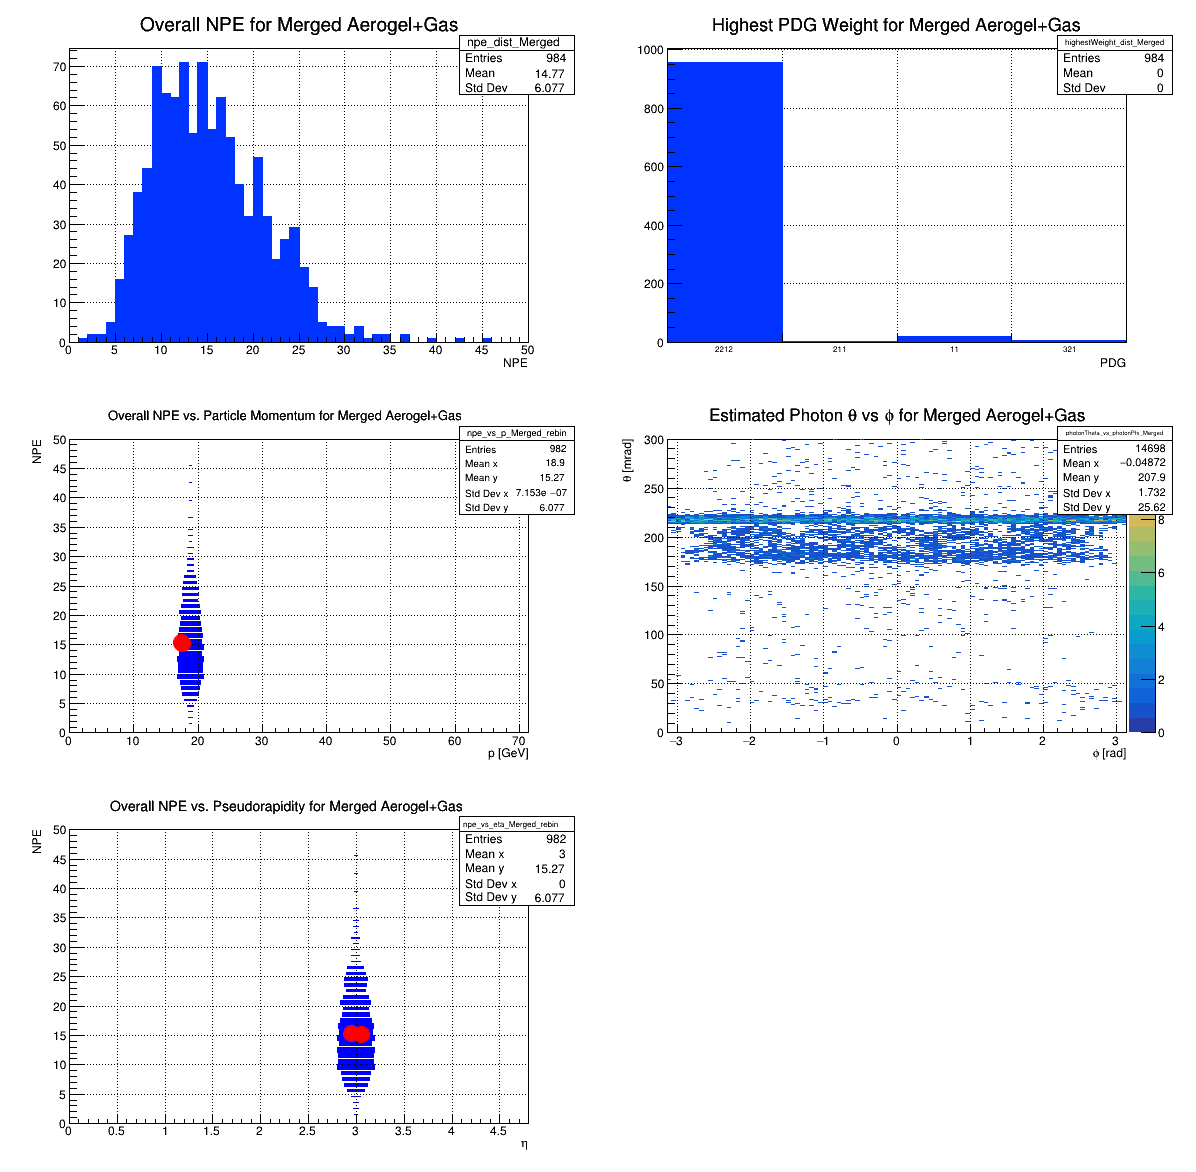 Overall NPE for Merged Aerogel+Gas
npe_dist_Merged
Entries 984
Mean 14.77
Std Dev 6.077
70
60
50
40
30
20
10
0
0 5 10 15 20 25 30 35 40 45 50
NPE
Highest PDG Weight for Merged Aerogel+Gas
highestWeight_dist_Merged
Entries 984
Mean 0
Std Dev 0
1000
800
600
400
200
0
2212 211 11 321
PDG
Overall NPE vs. Particle Momentum for Merged Aerogel+Gas
npe_vs_p_Merged_rebin
Entries 982
Mean x 18.9
Mean y 15.27
Std Dev x 7.153e −07
Std Dev y 6.077
NPE
50
45
40
35
30
25
20
15
10
5
0
0 10 20 30 40 50 60 70
p [GeV]
Estimated Photon θ vs ϕ for Merged Aerogel+Gas
photonTheta_vs_photonPhi_Merged
Entries 14698
Mean x −0.04872
Mean y 207.9
Std Dev x 1.732
Std Dev y 25.62
θ [mrad]
300
250
200
150
100
50
0
−3 −2 −1 0 1 2 3
ϕ [rad]
8
6
4
2
0
Overall NPE vs. Pseudorapidity for Merged Aerogel+Gas
npe_vs_eta_Merged_rebin
Entries 982
Mean x 3
Mean y 15.27
Std Dev x 0
Std Dev y 6.077
NPE
50
45
40
35
30
25
20
15
10
5
0
0 0.5 1 1.5 2 2.5 3 3.5 4 4.5
η